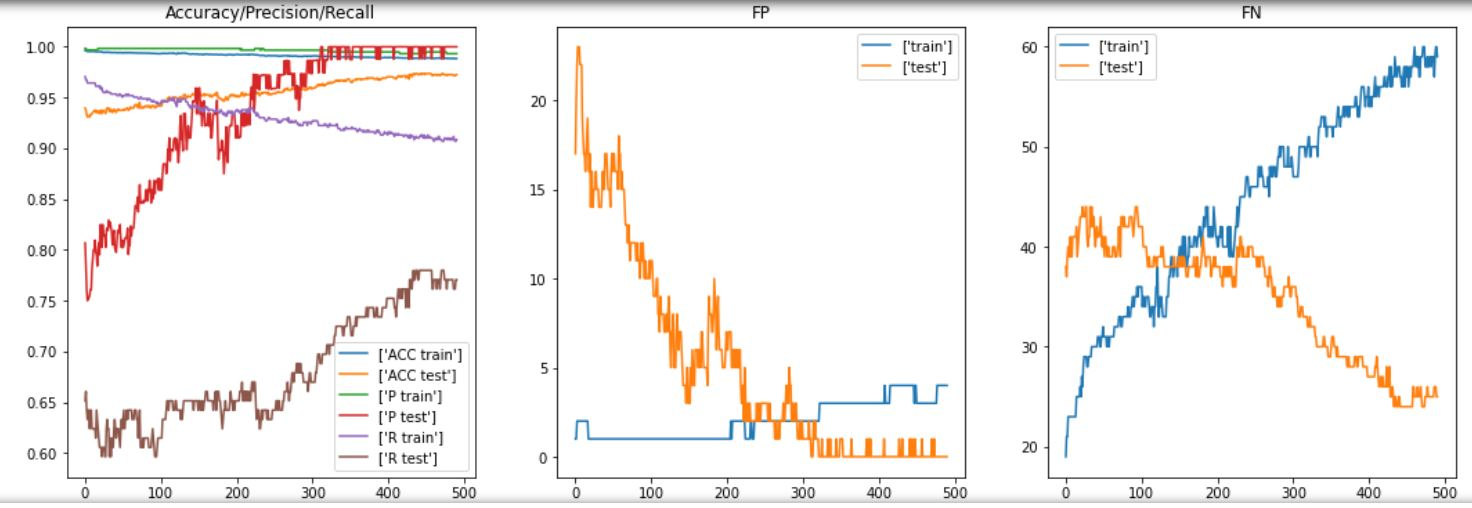 Accuracy/Precision/Recall
1.00
0.95
0.90
0.85
0.80
0.75
0.70
0.65
0.60
0
100
200
300
400
500
['ACC train']
['ACC test']
['P train']
['P test']
['R train']
['R test']
FP
20
15
10
5
0
0
100
200
300
400
500
['train']
['test']
FN
60
50
40
30
20
0
100
200
300
400
500
['train']
['test']